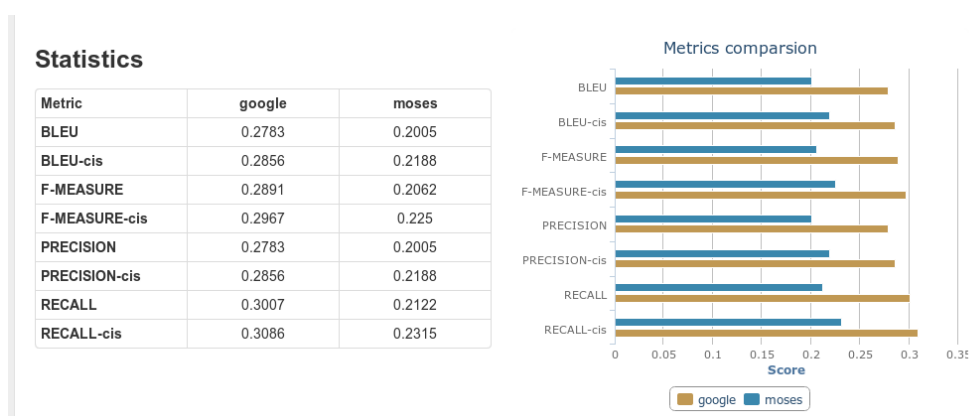 Statistics
Metric google moses
BLEU 0.2783 0.2005
BLEU-cis 0.2856 0.2188
F-MEASURE 0.2891 0.2062
F-MEASURE-cis 0.2967 0.225
PRECISION 0.2783 0.2005
PRECISION-cis 0.2856 0.2188
RECALL 0.3007 0.2122
RECALL-cis 0.3086 0.2315
Metrics comparsion
BLEU
BLEU-cis
F-MEASURE
F-MEASURE-cis
PRECISION
PRECISION-cis
RECALL
RECALL-cis
0 0.05 0.1 0.15 0.2 0.25 0.3 0.35
Score
google moses